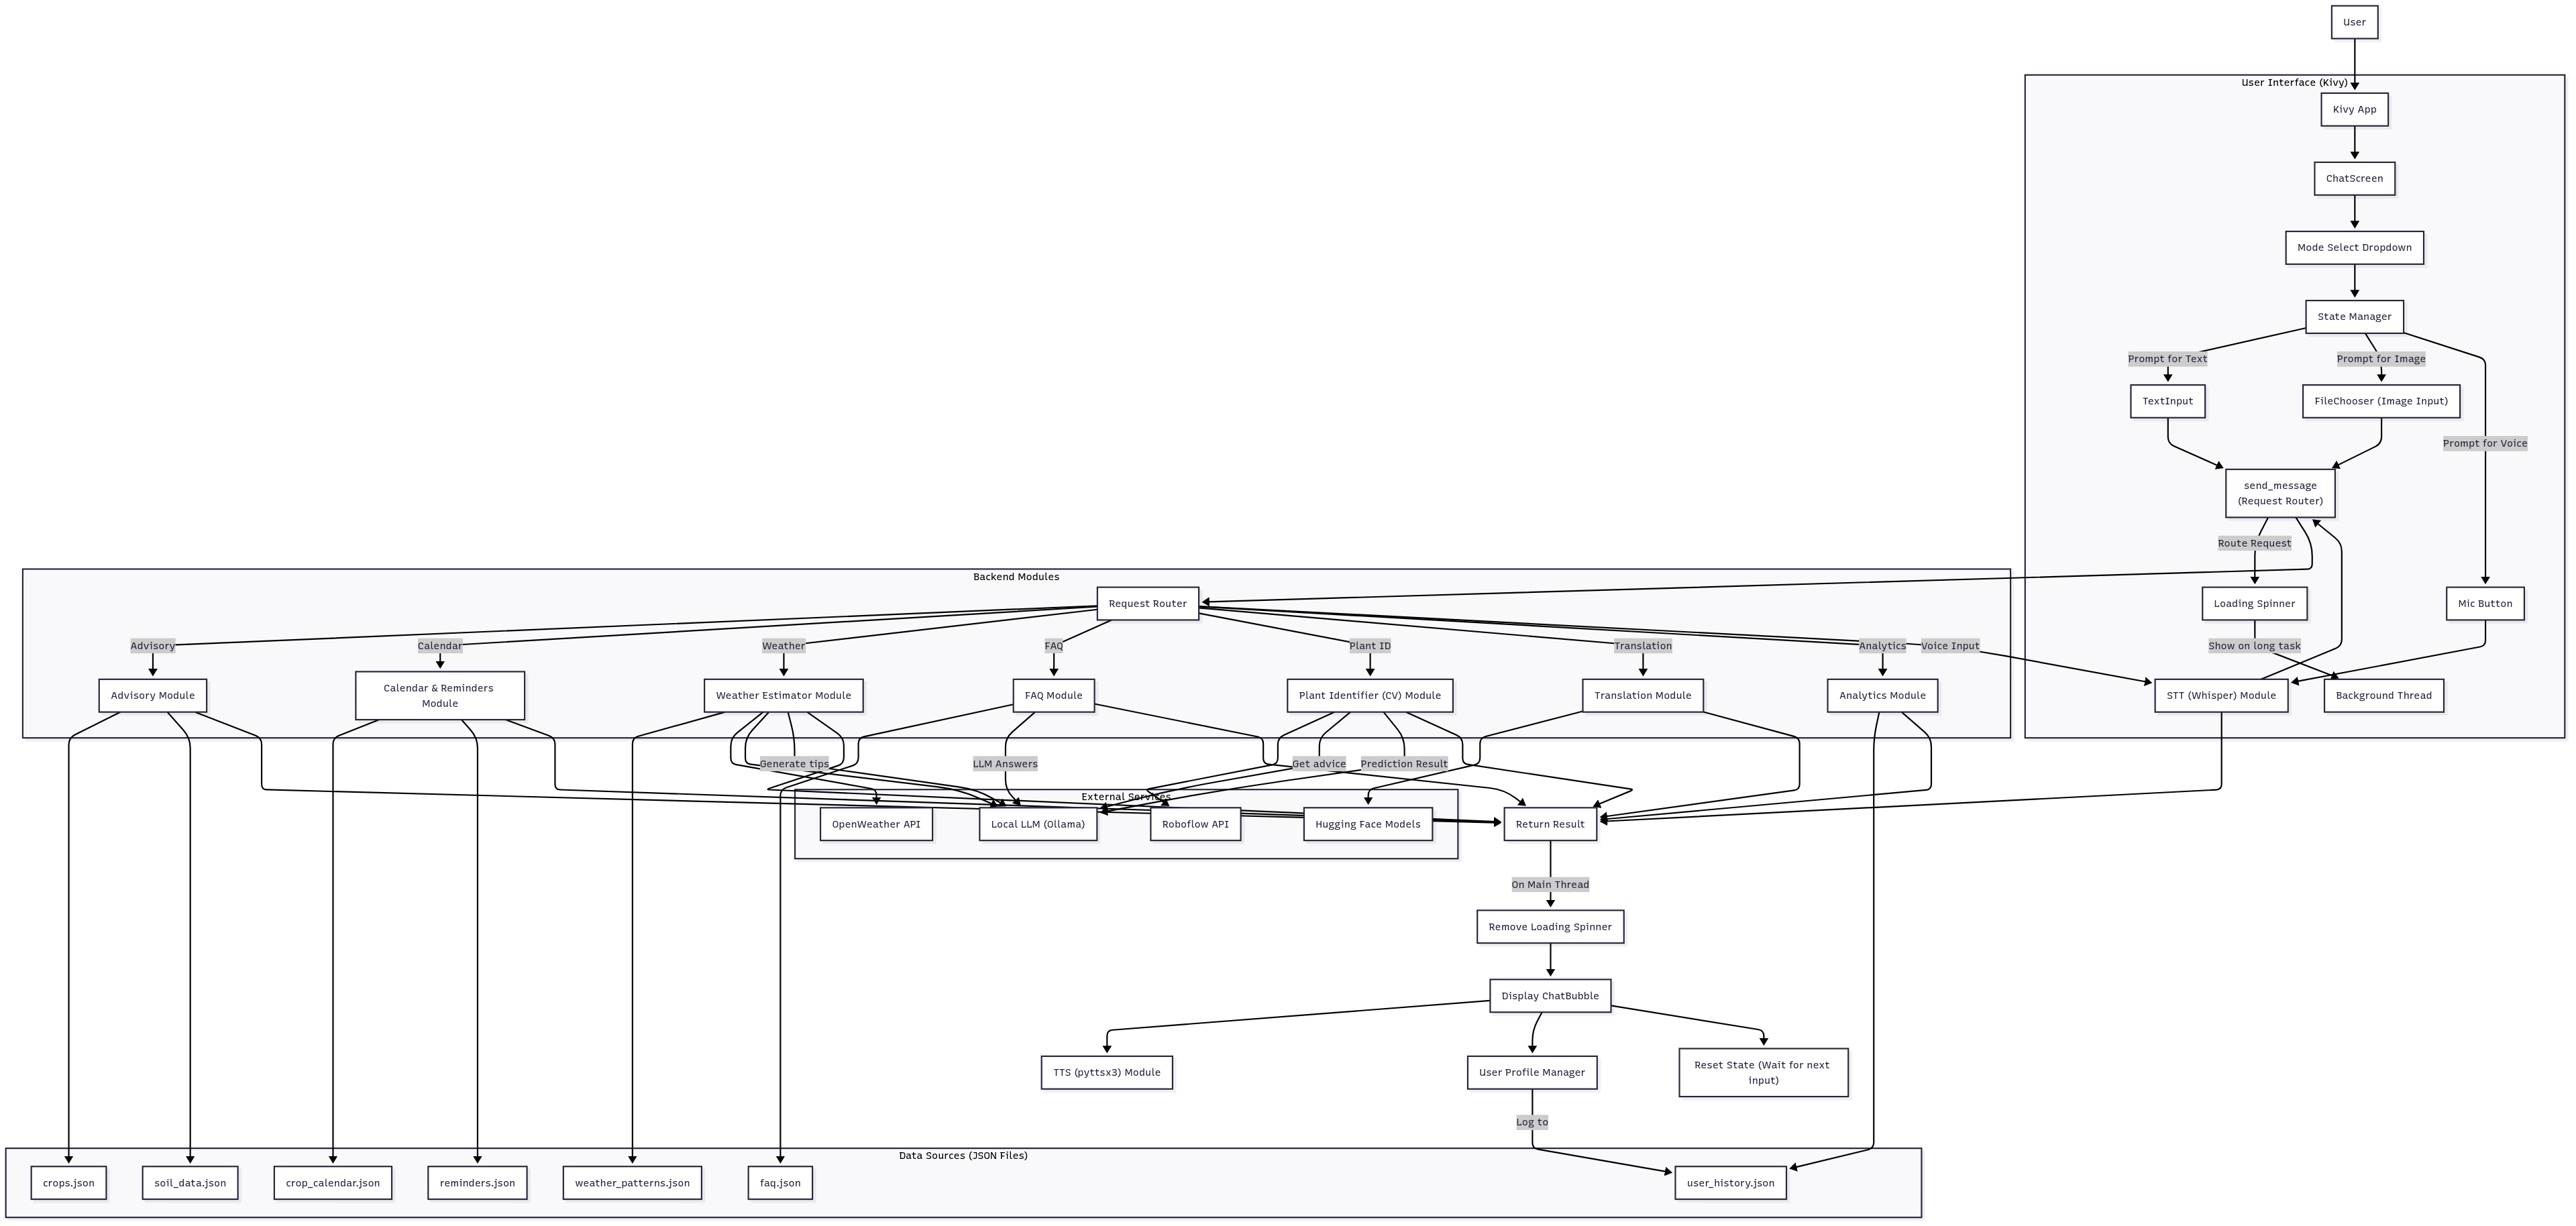 User
User Interface (Kivy)
Kivy App
ChatScreen
Mode Select Dropdown
State Manager
Prompt for Text
Prompt for Image
TextInput
FileChooser (Image Input)
Prompt for Voice
send_message
(Request Router)
Route Request
Backend Modules
Request Router
Loading Spinner
Mic Button
Advisory
Calendar
Weather
FAQ
Plant ID
Translation
Analytics
Voice Input
Show on long task
Advisory Module
Calendar & Reminders
Module
Weather Estimator Module
FAQ Module
Plant Identifier (CV) Module
Translation Module
Analytics Module
STT (Whisper) Module
Background Thread
Generate tips
LLM Answers
Get advice
Prediction Result
External Services
OpenWeather API
Local LLM (Ollama)
Roboflow API
Hugging Face Models
Return Result
On Main Thread
Remove Loading Spinner
Display ChatBubble
TTS (pyttsx3) Module
User Profile Manager
Reset State (Wait for next
input)
Log to
Data Sources (JSON Files)
crops.json
soil_data.json
crop_calendar.json
reminders.json
weather_patterns.json
faq.json
user_history.json